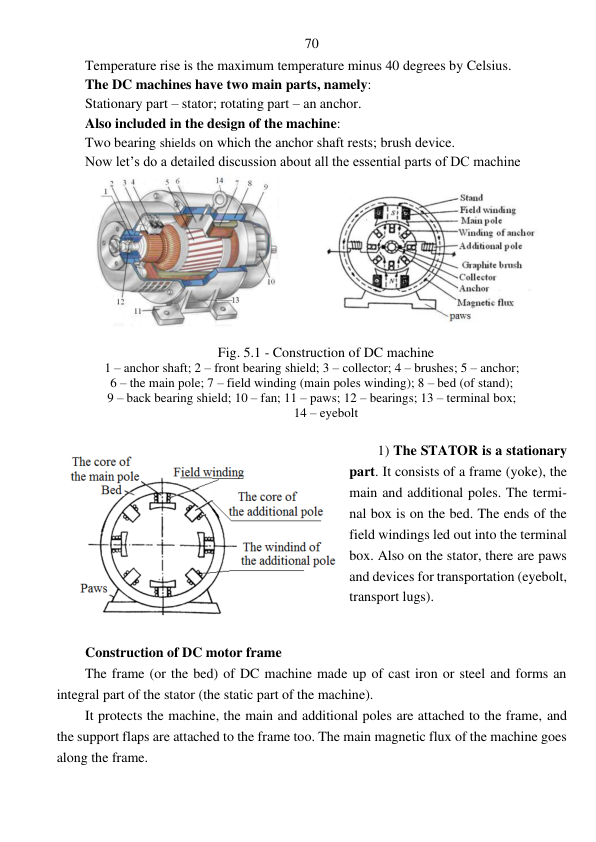 70
Temperature rise is the maximum temperature minus 40 degrees by Celsius.
The DC machines have two main parts, namely:
Stationary part – stator; rotating part – an anchor.
Also included in the design of the machine:
Two bearing shields on which the anchor shaft rests; brush device.
Now let’s do a detailed discussion about all the essential parts of DC machine
1 2 3 4 5 6 14 7 8 9
10
11
12
13
Stand
Field winding
Main pole
Winding of anchor
Additional pole
Graphite brush
Collector
Anchor
Magnetic flux
paws
S
N
Fig. 5.1 - Construction of DC machine
1 – anchor shaft; 2 – front bearing shield; 3 – collector; 4 – brushes; 5 – anchor;
6 – the main pole; 7 – field winding (main poles winding); 8 – bed (of stand);
9 – back bearing shield; 10 – fan; 11 – paws; 12 – bearings; 13 – terminal box;
14 – eyebolt
The core of
the main pole
Bed
Field winding
The core of
the additional pole
The windind of
the additional pole
Paws
1) The STATOR is a stationary
part. It consists of a frame (yoke), the
main and additional poles. The termi-
nal box is on the bed. The ends of the
field windings led out into the terminal
box. Also on the stator, there are paws
and devices for transportation (eyebolt,
transport lugs).
Construction of DC motor frame
The frame (or the bed) of DC machine made up of cast iron or steel and forms an
integral part of the stator (the static part of the machine).
It protects the machine, the main and additional poles are attached to the frame, and
the support flaps are attached to the frame too. The main magnetic flux of the machine goes
along the frame.